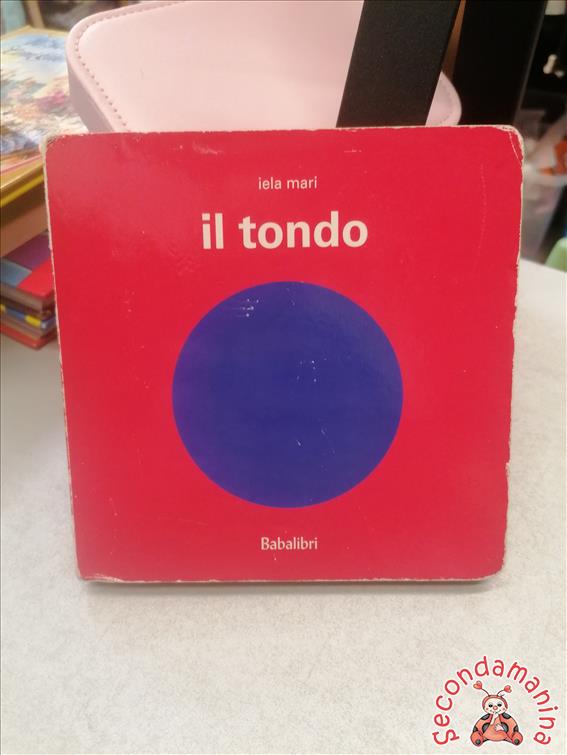 iela mari
il tondo
Babalibri
Secondamanina